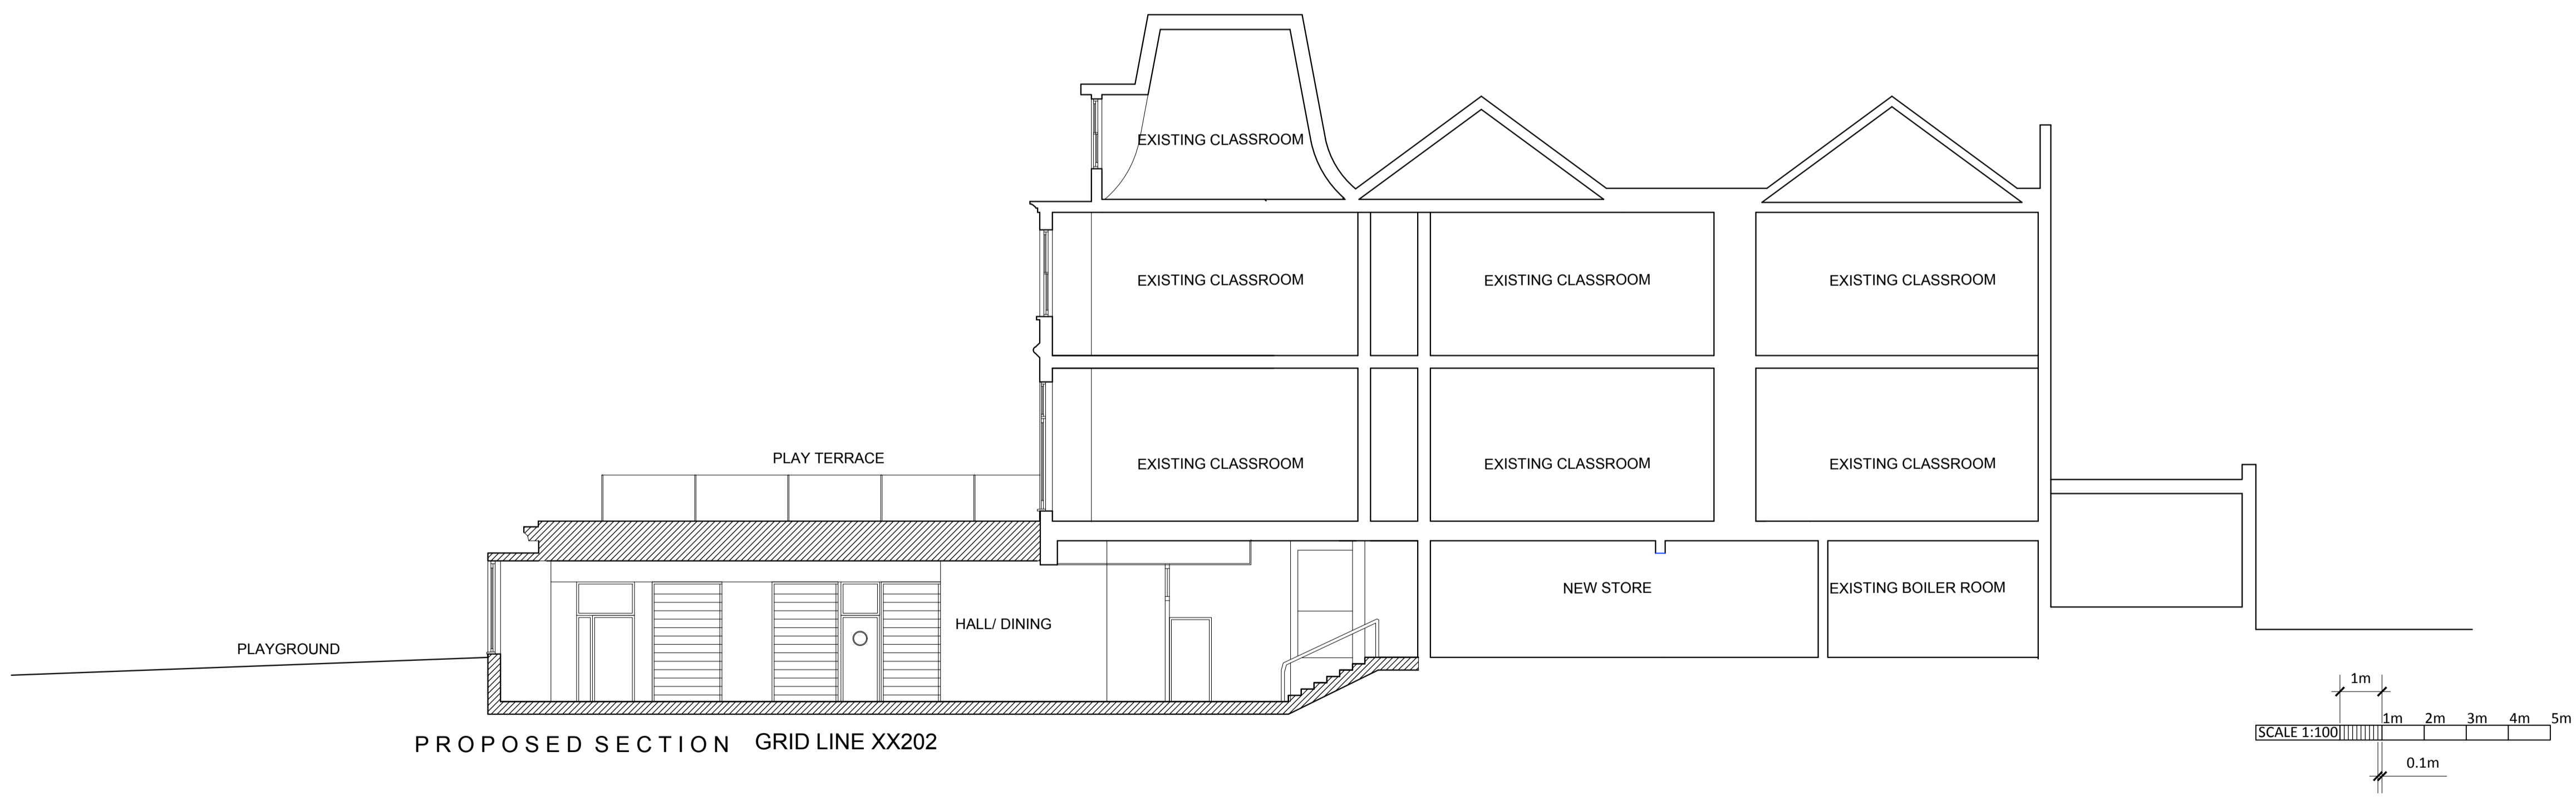 EXISTING CLASSROOM
EXISTING CLASSROOM
EXISTING CLASSROOM
EXISTING CLASSROOM
PLAY TERRACE
EXISTING CLASSROOM
EXISTING CLASSROOM
EXISTING CLASSROOM
NEW STORE
EXISTING BOILER ROOM
HALL/ DINING
PLAYGROUND
PROPOSED SECTION GRID LINE XX202
1m
1m 2m 3m 4m 5m
SCALE 1:100
0.1m